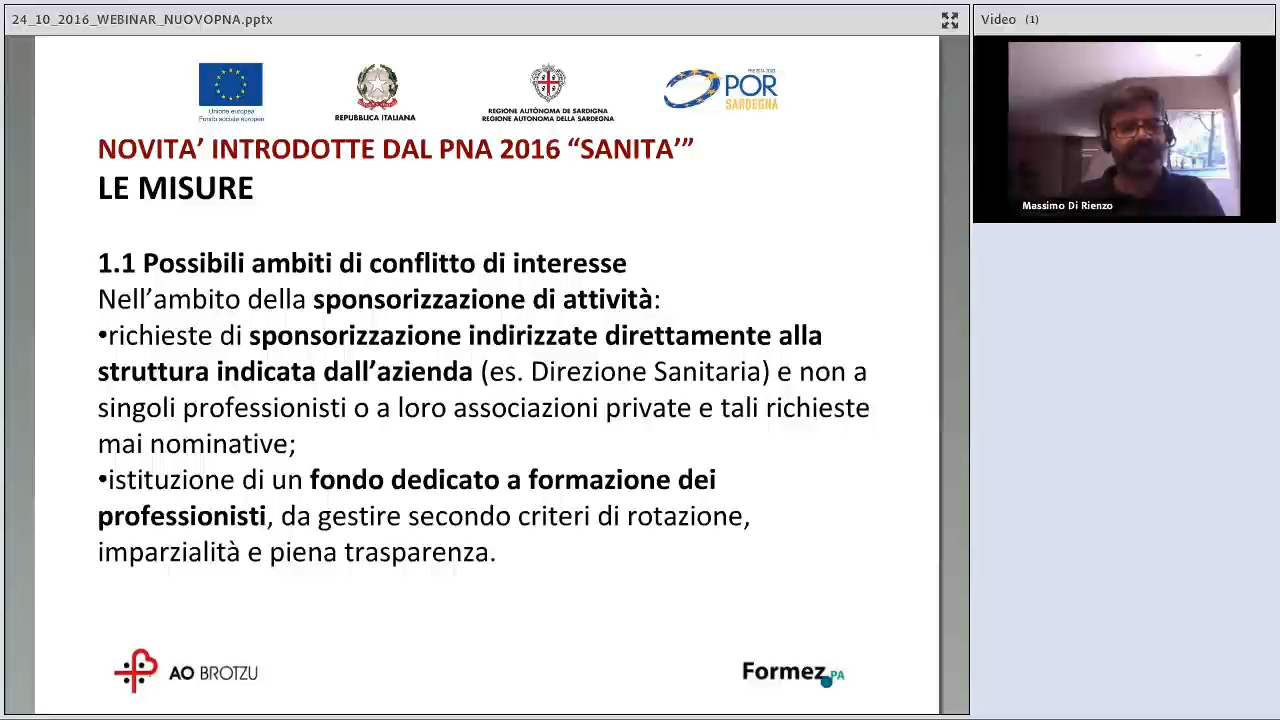 24_10_2016_WEBINAR_NUOVOPNA.pptx
Video (1)
Unione europea
Fondo sociale europeo
REPUBBLICA ITALIANA
REGIONE AUTÒNOMA DE SARDIGNA
REGIONE AUTONOMA DELLA SARDEGNA
POR
SARDEGNA
Massimo Di Rienzo
NOVITA’ INTRODOTTE DAL PNA 2016 “SANITA’”
LE MISURE
1.1 Possibili ambiti di conflitto di interesse
Nell’ambito della sponsorizzazione di attività:
•richieste di sponsorizzazione indirizzate direttamente alla
struttura indicata dall’azienda (es. Direzione Sanitaria) e non a
singoli professionisti o a loro associazioni private e tali richieste
mai nominative;
•istituzione di un fondo dedicato a formazione dei
professionisti, da gestire secondo criteri di rotazione,
imparzialità e piena trasparenza.
AO BROTZU
Formez PA